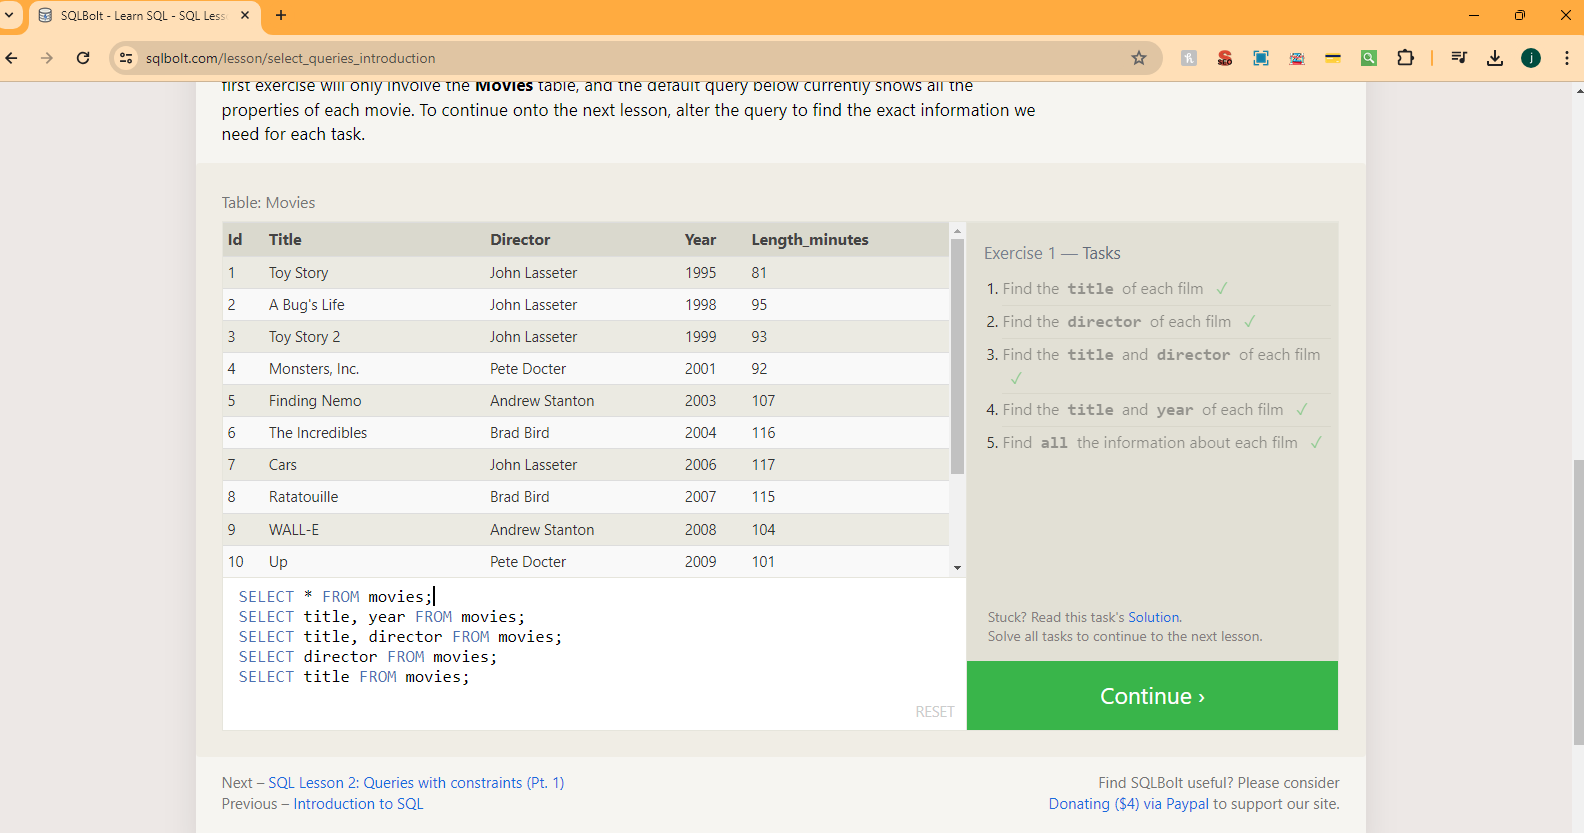 SQLBolt - Learn SQL - SQL Less
sqlbolt.com/lesson/select_queries_introduction
SEO
j
first exercise will only involve the Movies table, and the default query below currently shows all the
properties of each movie. To continue onto the next lesson, alter the query to find the exact information we
need for each task.
Table: Movies
Id Title Director Year Length_minutes
1 Toy Story John Lasseter 1995 81
2 A Bug's Life John Lasseter 1998 95
3 Toy Story 2 John Lasseter 1999 93
4 Monsters, Inc. Pete Docter 2001 92
5 Finding Nemo Andrew Stanton 2003 107
6 The Incredibles Brad Bird 2004 116
7 Cars John Lasseter 2006 117
8 Ratatouille Brad Bird 2007 115
9 WALL-E Andrew Stanton 2008 104
10 Up Pete Docter 2009 101
SELECT * FROM movies;
SELECT title, year FROM movies;
SELECT title, director FROM movies;
SELECT director FROM movies;
SELECT title FROM movies;
RESET
Exercise 1 — Tasks
1. Find the title of each film ✓
2. Find the director of each film ✓
3. Find the title and director of each film
✓
4. Find the title and year of each film ✓
5. Find all the information about each film ✓
Stuck? Read this task's Solution.
Solve all tasks to continue to the next lesson.
Continue ›
Next – SQL Lesson 2: Queries with constraints (Pt. 1)
Previous – Introduction to SQL
Find SQLBolt useful? Please consider
Donating ($4) via Paypal to support our site.